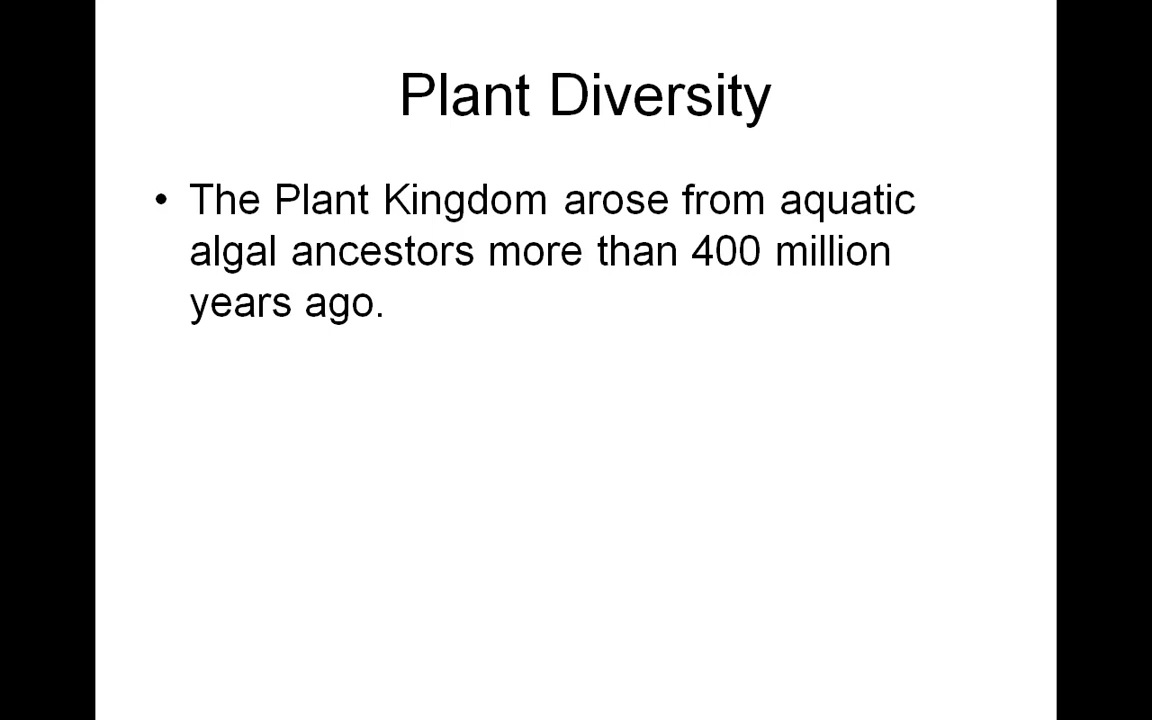 Plant Diversity
• The Plant Kingdom arose from aquatic
algal ancestors more than 400 million
years ago.